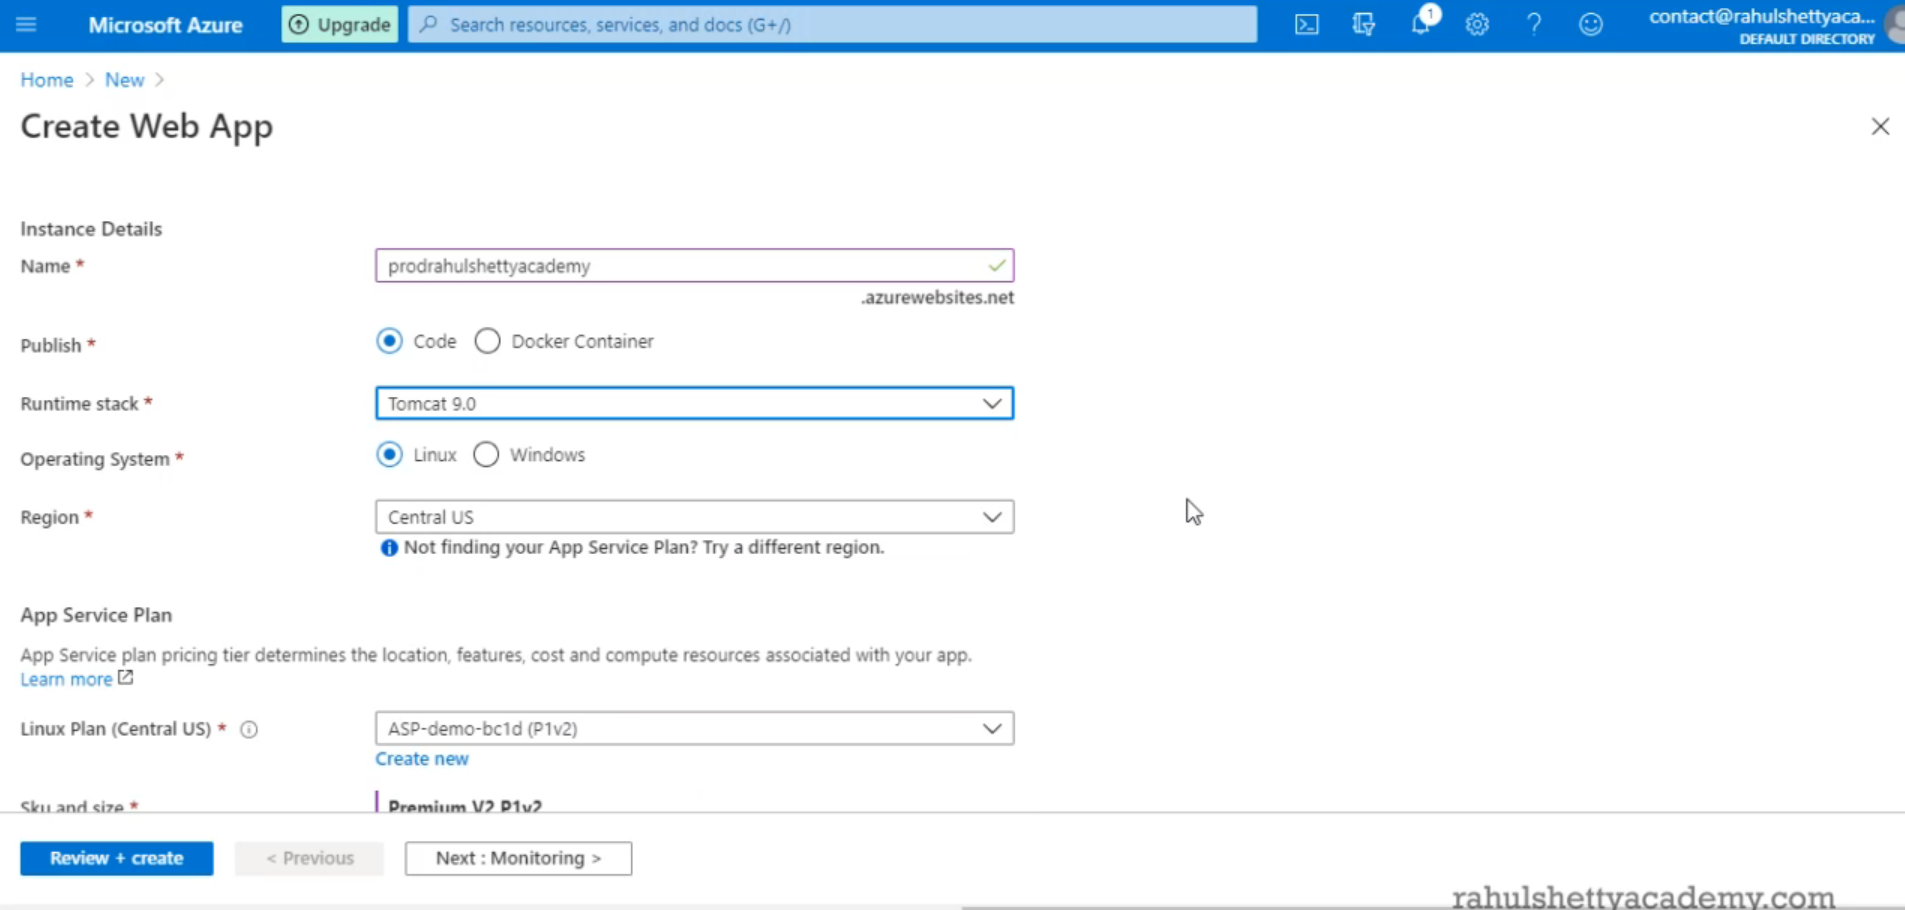 Microsoft Azure
Upgrade
Search resources, services, and docs (G+/)
1
contact@rahulshettyaca...
DEFAULT DIRECTORY
Home > New >
Create Web App
Instance Details
Name *
prodrahulshettyacademy
.azurewebsites.net
Publish *
Code
Docker Container
Runtime stack *
Tomcat 9.0
Operating System *
Linux
Windows
Region *
Central US
Not finding your App Service Plan? Try a different region.
App Service Plan
App Service plan pricing tier determines the location, features, cost and compute resources associated with your app.
Learn more
Linux Plan (Central US) *
ASP-demo-bc1d (P1v2)
Create new
Sku and size *
Premium V2 P1v2
Review + create
< Previous
Next : Monitoring >
rahulshettyacademy.com